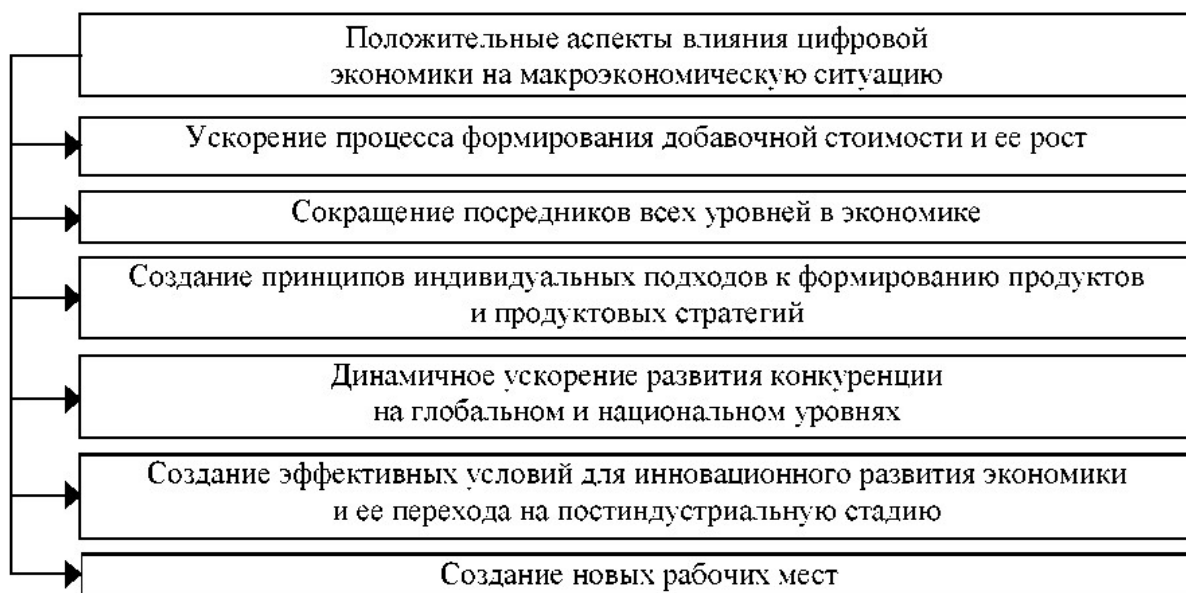 Положительные аспекты влияния цифровой
экономики на макроэкономическую ситуацию
Ускорение процесса формирования добавочной стоимости и ее рост
Сокращение посредников всех уровней в экономике
Создание принципов индивидуальных подходов к формированию продуктов
и продуктовых стратегий
Динамичное ускорение развития конкуренции
на глобальном и национальном уровнях
Создание эффективных условий для инновационного развития экономики
и ее перехода на постиндустриальную стадию
Создание новых рабочих мест